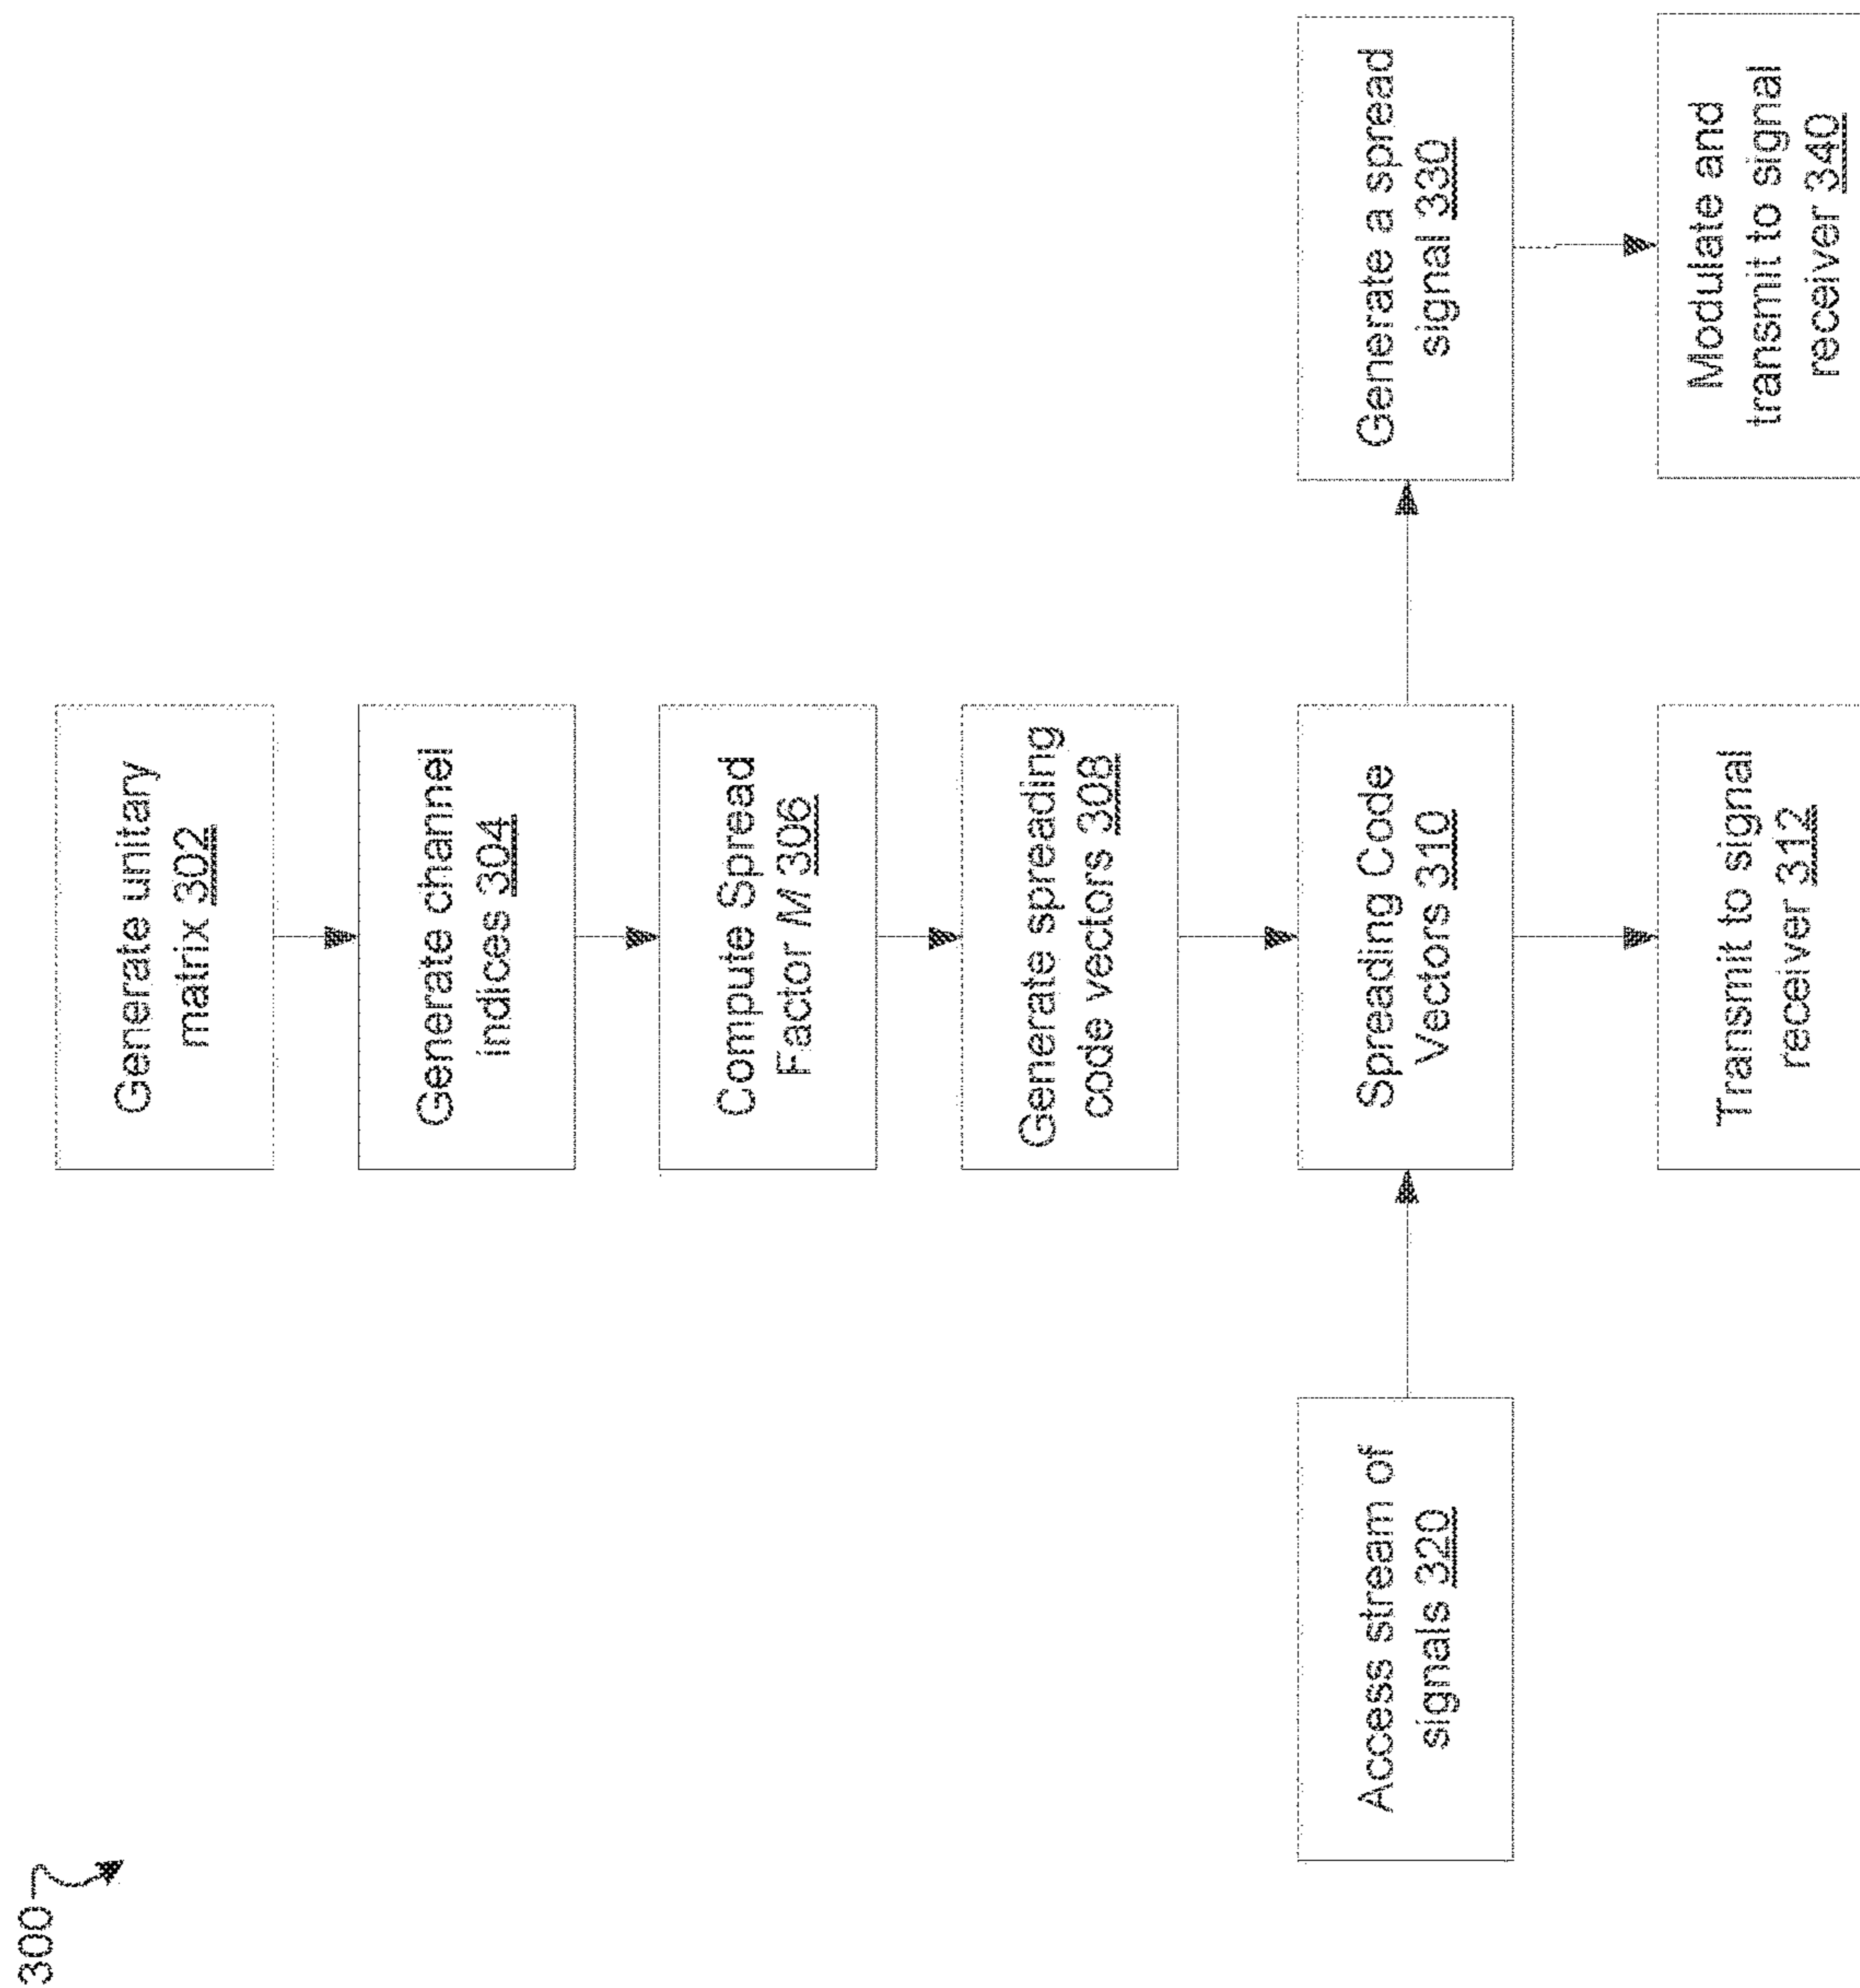 300
Generate unitary
matrix 302
Generate channel
indices 304
Compute Spread
Factor M 306
Generate spreading
code vectors 308
Access stream of
signals 320
Spreading Code
Vectors 310
Generate a spread
signal 330
Transmit to signal
receiver 312
Modulate and
transmit to signal
receiver 340